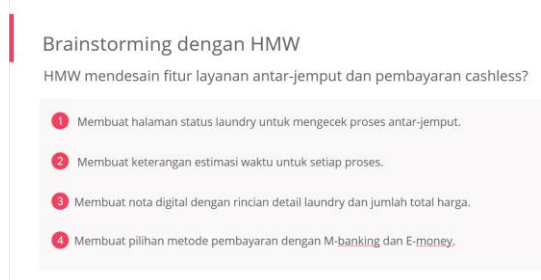 Brainstorming dengan HMW
HMW mendesain fitur layanan antar-jemput dan pembayaran cashless?
1 Membuat halaman status laundry untuk mengecek proses antar-jemput.
2 Membuat keterangan estimasi waktu untuk setiap proses.
3 Membuat nota digital dengan rincian detail laundry dan jumlah total harga.
4 Membuat pilihan metode pembayaran dengan M-banking dan E-money.